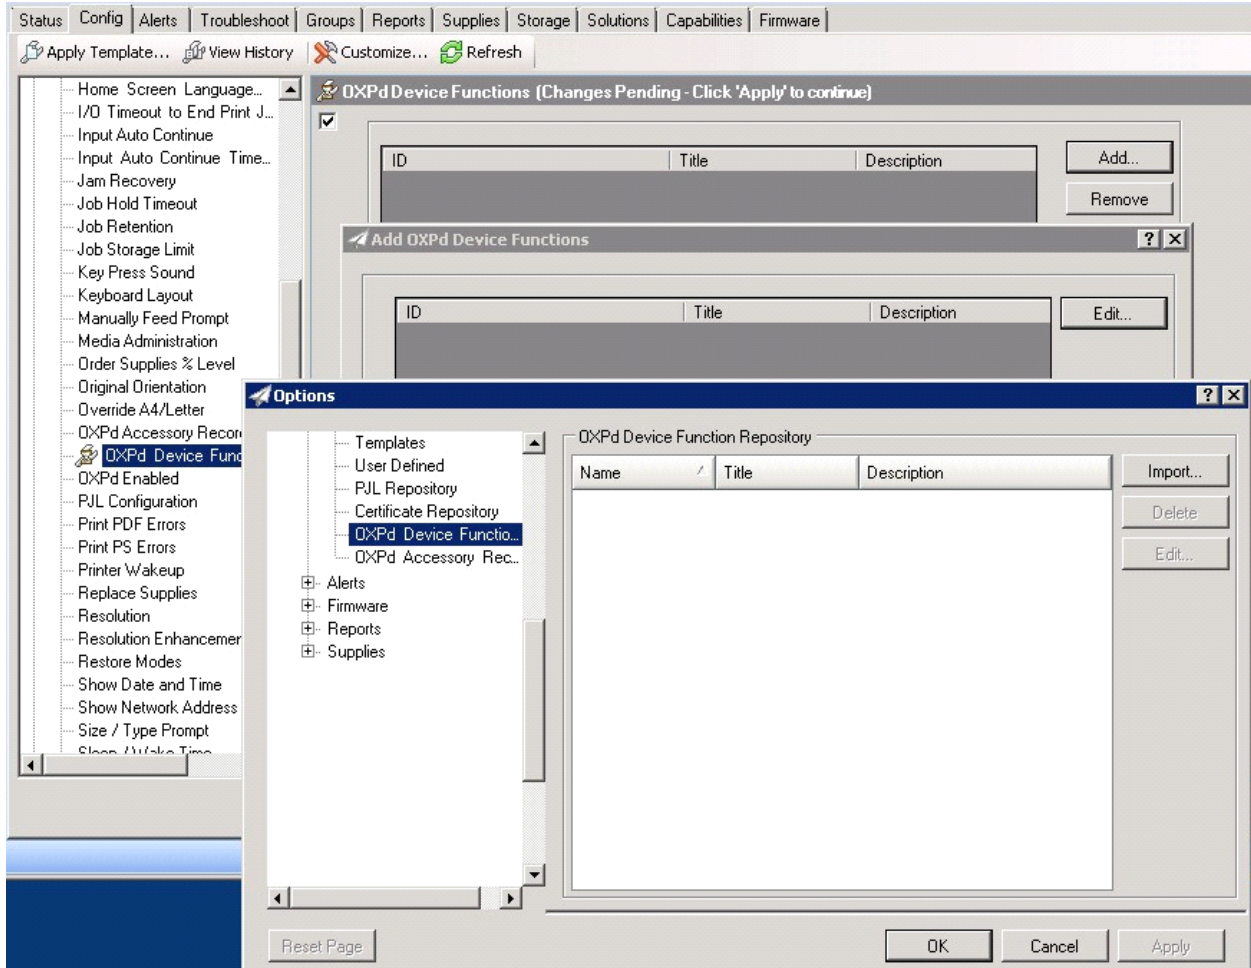 Status Config Alerts Troubleshoot Groups Reports Supplies Storage Solutions Capabilities Firmware
Apply Template... View History Customize... Refresh
Home Screen Language...
I/O Timeout to End Print J...
Input Auto Continue
Input Auto Continue Time...
Jam Recovery
Job Hold Timeout
Job Retention
Job Storage Limit
Key Press Sound
Keyboard Layout
Manually Feed Prompt
Media Administration
Order Supplies % Level
Original Orientation
Override A4/Letter
OXPd Accessory Recor
OXPd Device Func
OXPd Enabled
PJL Configuration
Print PDF Errors
Print PS Errors
Printer Wakeup
Replace Supplies
Resolution
Resolution Enhancemer
Restore Modes
Show Date and Time
Show Network Address
Size / Type Prompt
Sleep / Wake Time
OXPd Device Functions (Changes Pending - Click 'Apply' to continue)
ID Title Description
Add...
Remove
Add OXPd Device Functions
?
ID Title Description
Edit...
Options
?
Templates
User Defined
PJL Repository
Certificate Repository
OXPd Device Functio...
OXPd Accessory Rec...
Alerts
Firmware
Reports
Supplies
OXPd Device Function Repository
Name Title Description
Import...
Delete
Edit...
Reset Page
OK Cancel Apply